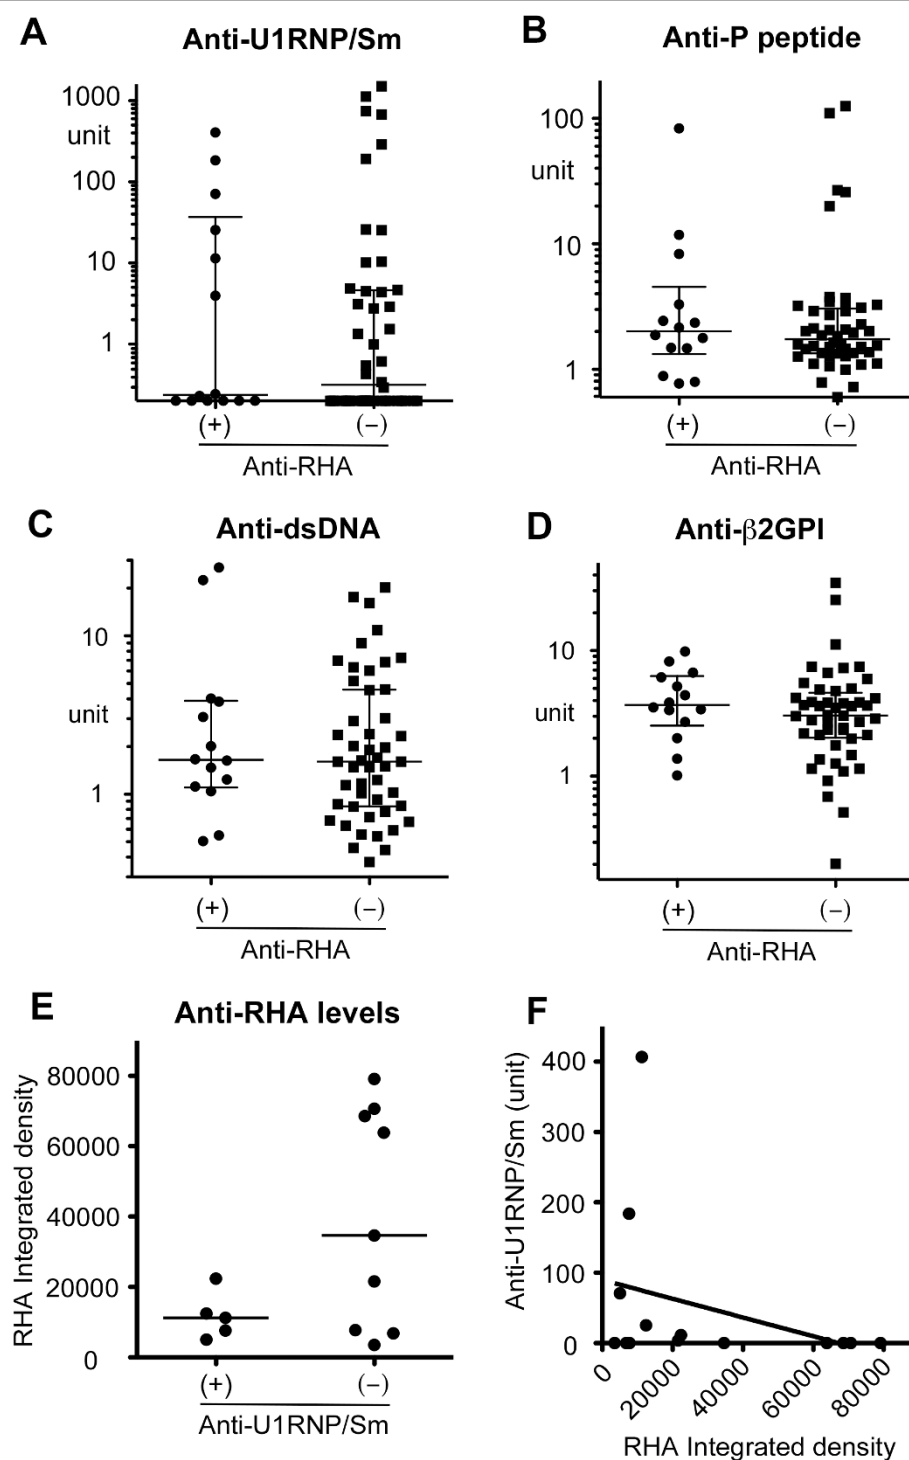 A
Anti-U1RNP/Sm
1000
unit
100
10
1
(+)
(−)
Anti-RHA
B
Anti-P peptide
100
unit
10
1
(+)
(−)
Anti-RHA
C
Anti-dsDNA
10
unit
1
(+)
(−)
Anti-RHA
D
Anti-β2GPI
10
unit
1
(+)
(−)
Anti-RHA
E
Anti-RHA levels
RHA Integrated density
80000
60000
40000
20000
0
(+)
(−)
Anti-U1RNP/Sm
F
Anti-U1RNP/Sm (unit)
400
300
200
100
0
0
20000
40000
60000
80000
RHA Integrated density